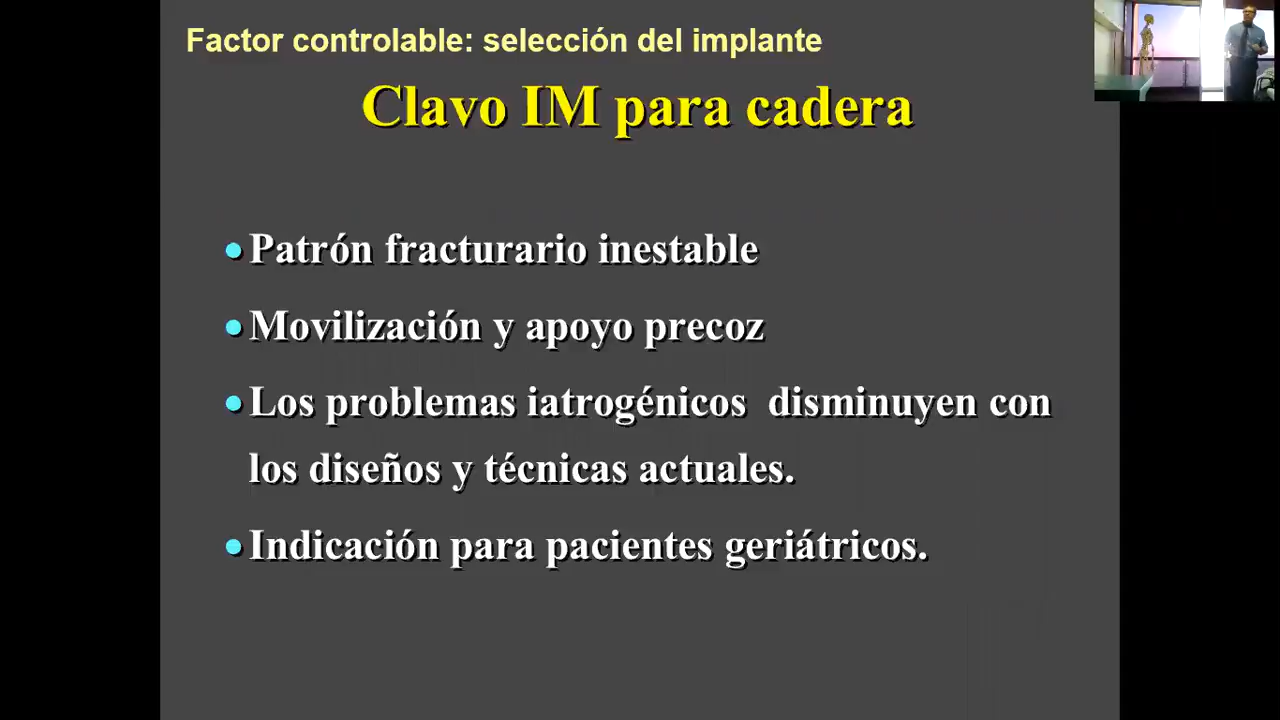 Factor controlable: selección del implante
Clavo IM para cadera
•Patrón fracturario inestable
•Movilización y apoyo precoz
•Los problemas iatrogénicos disminuyen con
los diseños y técnicas actuales.
•Indicación para pacientes geriátricos.